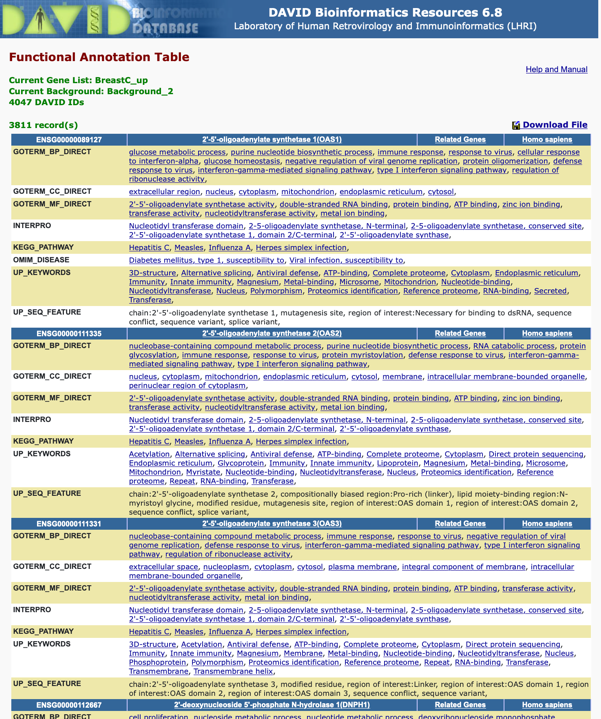 DAVID BIOINFORMATICS DATABASE
DAVID Bioinformatics Resources 6.8
Laboratory of Human Retrovirology and Immunoinformatics (LHRI)
Functional Annotation Table
Help and Manual
Current Gene List: BreastC_up
Current Background: Background_2
4047 DAVID IDs
3811 record(s)
Download File
ENSG00000089127 2'-5'-oligoadenylate synthetase 1(OAS1) Related Genes Homo sapiens
GOTERM_BP_DIRECT glucose metabolic process, purine nucleotide biosynthetic process, immune response, response to virus, cellular response
to interferon-alpha, glucose homeostasis, negative regulation of viral genome replication, protein oligomerization, defense
response to virus, interferon-gamma-mediated signaling pathway, type I interferon signaling pathway, regulation of
ribonuclease activity,
GOTERM_CC_DIRECT extracellular region, nucleus, cytoplasm, mitochondrion, endoplasmic reticulum, cytosol,
GOTERM_MF_DIRECT 2'-5'-oligoadenylate synthetase activity, double-stranded RNA binding, protein binding, ATP binding, zinc ion binding,
transferase activity, nucleotidyltransferase activity, metal ion binding,
INTERPRO Nucleotidyl transferase domain, 2-5-oligoadenylate synthetase, N-terminal, 2-5-oligoadenylate synthetase, conserved site,
2'-5'-oligoadenylate synthetase 1, domain 2/C-terminal, 2'-5'-oligoadenylate synthase,
KEGG_PATHWAY Hepatitis C, Measles, Influenza A, Herpes simplex infection,
OMIM_DISEASE Diabetes mellitus, type 1, susceptibility to, Viral infection, susceptibility to,
UP_KEYWORDS 3D-structure, Alternative splicing, Antiviral defense, ATP-binding, Complete proteome, Cytoplasm, Endoplasmic reticulum,
Immunity, Innate immunity, Magnesium, Metal-binding, Microsome, Mitochondrion, Nucleotide-binding,
Nucleotidyltransferase, Nucleus, Polymorphism, Proteomics identification, Reference proteome, RNA-binding, Secreted,
Transferase,
UP_SEQ_FEATURE chain:2'-5'-oligoadenylate synthetase 1, mutagenesis site, region of interest:Necessary for binding to dsRNA, sequence
conflict, sequence variant, splice variant,
ENSG00000111335 2'-5'-oligoadenylate synthetase 2(OAS2) Related Genes Homo sapiens
GOTERM_BP_DIRECT nucleobase-containing compound metabolic process, purine nucleotide biosynthetic process, RNA catabolic process, protein
glycosylation, immune response, response to virus, protein myristoylation, defense response to virus, interferon-gamma-
mediated signaling pathway, type I interferon signaling pathway,
GOTERM_CC_DIRECT nucleus, cytoplasm, mitochondrion, endoplasmic reticulum, cytosol, membrane, intracellular membrane-bounded organelle,
perinuclear region of cytoplasm,
GOTERM_MF_DIRECT 2'-5'-oligoadenylate synthetase activity, double-stranded RNA binding, protein binding, ATP binding, zinc ion binding,
transferase activity, nucleotidyltransferase activity, metal ion binding,
INTERPRO Nucleotidyl transferase domain, 2-5-oligoadenylate synthetase, N-terminal, 2-5-oligoadenylate synthetase, conserved site,
2'-5'-oligoadenylate synthetase 1, domain 2/C-terminal, 2'-5'-oligoadenylate synthase,
KEGG_PATHWAY Hepatitis C, Measles, Influenza A, Herpes simplex infection,
UP_KEYWORDS Acetylation, Alternative splicing, Antiviral defense, ATP-binding, Complete proteome, Cytoplasm, Direct protein sequencing,
Endoplasmic reticulum, Glycoprotein, Immunity, Innate immunity, Lipoprotein, Magnesium, Metal-binding, Microsome,
Mitochondrion, Myristate, Nucleotide-binding, Nucleotidyltransferase, Nucleus, Proteomics identification, Reference
proteome, Repeat, RNA-binding, Transferase,
UP_SEQ_FEATURE chain:2'-5'-oligoadenylate synthetase 2, compositionally biased region:Pro-rich (linker), lipid moiety-binding region:N-
myristoyl glycine, modified residue, mutagenesis site, region of interest:OAS domain 1, region of interest:OAS domain 2,
sequence conflict, splice variant,
ENSG00000111331 2'-5'-oligoadenylate synthetase 3(OAS3) Related Genes Homo sapiens
GOTERM_BP_DIRECT nucleobase-containing compound metabolic process, immune response, response to virus, negative regulation of viral
genome replication, defense response to virus, interferon-gamma-mediated signaling pathway, type I interferon signaling
pathway, regulation of ribonuclease activity,
GOTERM_CC_DIRECT extracellular space, nucleoplasm, cytoplasm, cytosol, plasma membrane, integral component of membrane, intracellular
membrane-bounded organelle,
GOTERM_MF_DIRECT 2'-5'-oligoadenylate synthetase activity, double-stranded RNA binding, protein binding, ATP binding, transferase activity,
nucleotidyltransferase activity, metal ion binding,
INTERPRO Nucleotidyl transferase domain, 2-5-oligoadenylate synthetase, N-terminal, 2-5-oligoadenylate synthetase, conserved site,
2'-5'-oligoadenylate synthetase 1, domain 2/C-terminal, 2'-5'-oligoadenylate synthase,
KEGG_PATHWAY Hepatitis C, Measles, Influenza A, Herpes simplex infection,
UP_KEYWORDS 3D-structure, Acetylation, Antiviral defense, ATP-binding, Complete proteome, Cytoplasm, Direct protein sequencing,
Immunity, Innate immunity, Magnesium, Membrane, Metal-binding, Nucleotide-binding, Nucleotidyltransferase, Nucleus,
Phosphoprotein, Polymorphism, Proteomics identification, Reference proteome, Repeat, RNA-binding, Transferase,
Transmembrane, Transmembrane helix,
UP_SEQ_FEATURE chain:2'-5'-oligoadenylate synthetase 3, modified residue, region of interest:Linker, region of interest:OAS domain 1, region
of interest:OAS domain 2, region of interest:OAS domain 3, sequence conflict, sequence variant,
ENSG00000112667 2'-deoxynucleoside 5'-phosphate N-hydrolase 1(DNPH1) Related Genes Homo sapiens
GOTERM_BP_DIRECT cell proliferation, nucleoside metabolic process, nucleotide metabolic process, deoxyribonucleoside monophosphate